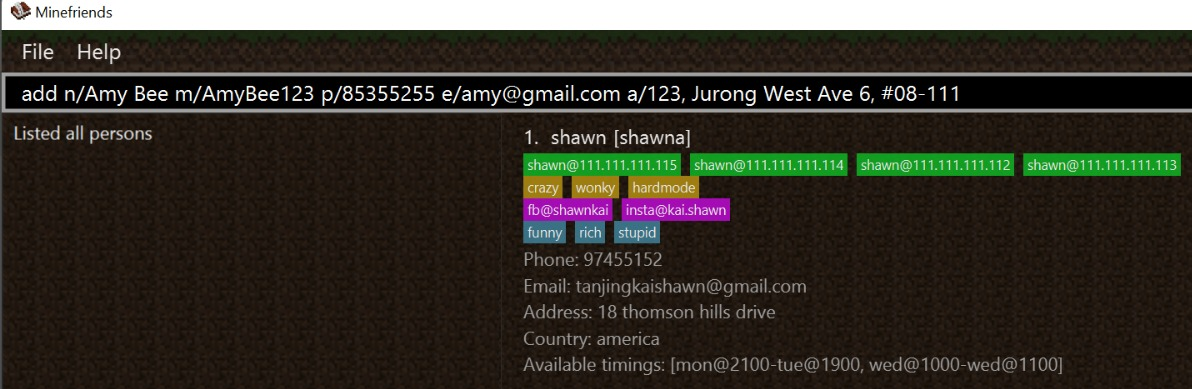 Minefriends
File Help
add n/Amy Bee m/AmyBee123 p/85355255 e/amy@gmail.com a/123, Jurong West Ave 6, #08-111
Listed all persons
1. shawn [shawna]
shawn@111.111.111.115 shawn@111.111.111.114 shawn@111.111.111.112 shawn@111.111.111.113
crazy wonky hardmode
fb@shawnkai insta@kai.shawn
funny rich stupid
Phone: 97455152
Email: tanjingkaishawn@gmail.com
Address: 18 thomson hills drive
Country: america
Available timings: [mon@2100-tue@1900, wed@1000-wed@1100]